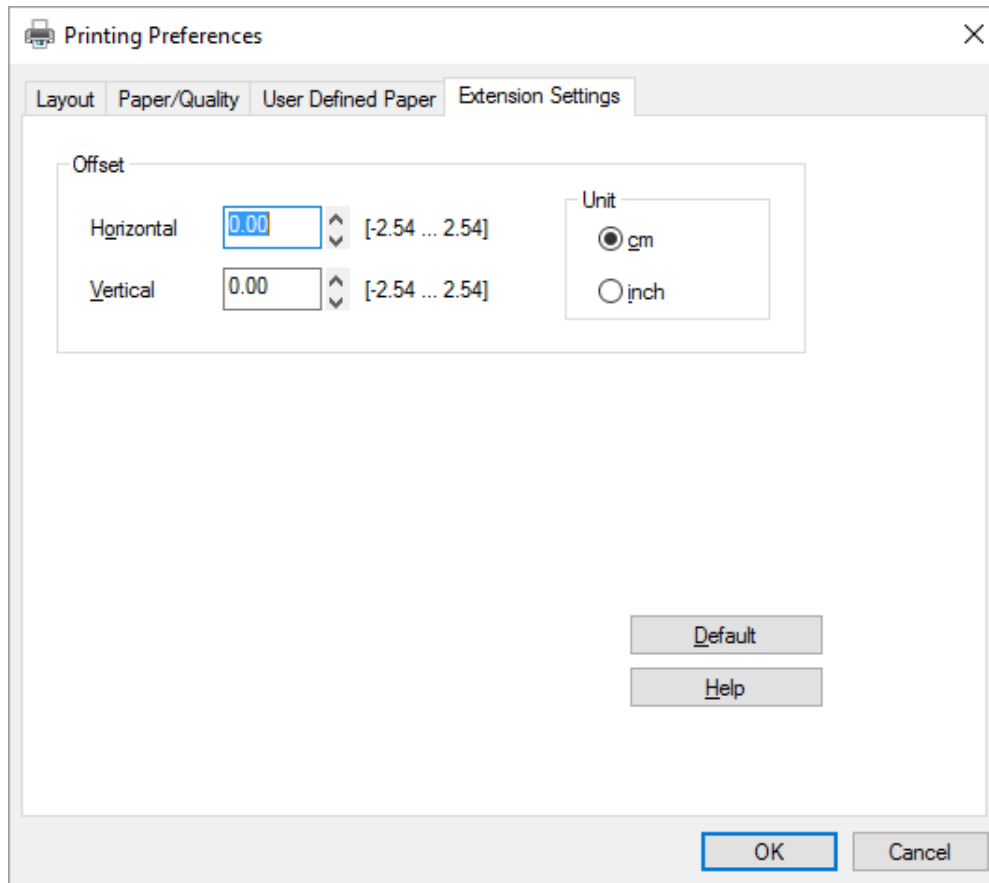 Printing Preferences
Layout Paper/Quality User Defined Paper Extension Settings
Offset
Unit
Horizontal 0.00 [-2.54 ... 2.54]
cm
Vertical 0.00 [-2.54 ... 2.54]
inch
Default
Help
OK Cancel